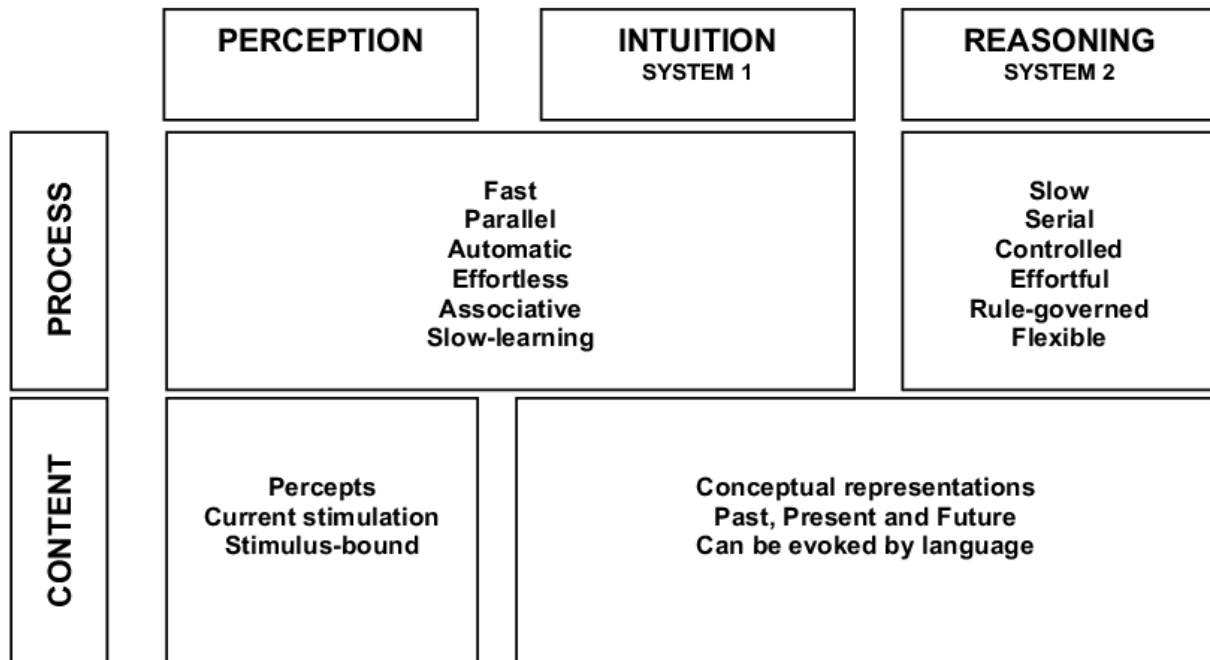 PERCEPTION
INTUITION
SYSTEM 1
REASONING
SYSTEM 2
PROCESS
Fast
Parallel
Automatic
Effortless
Associative
Slow-learning
Slow
Serial
Controlled
Effortful
Rule-governed
Flexible
CONTENT
Percepts
Current stimulation
Stimulus-bound
Conceptual representations
Past, Present and Future
Can be evoked by language